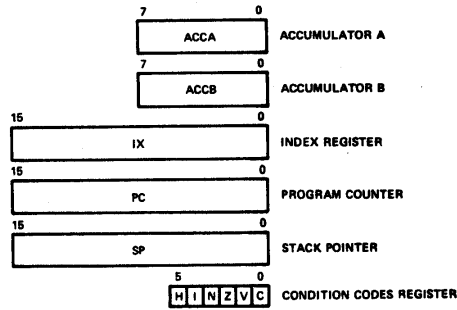 7 0
ACCA ACCUMULATOR A
7 0
ACCB ACCUMULATOR B
15 0
IX INDEX REGISTER
15 0
PC PROGRAM COUNTER
15 0
SP STACK POINTER
5 0
H I N Z V C CONDITION CODES REGISTER